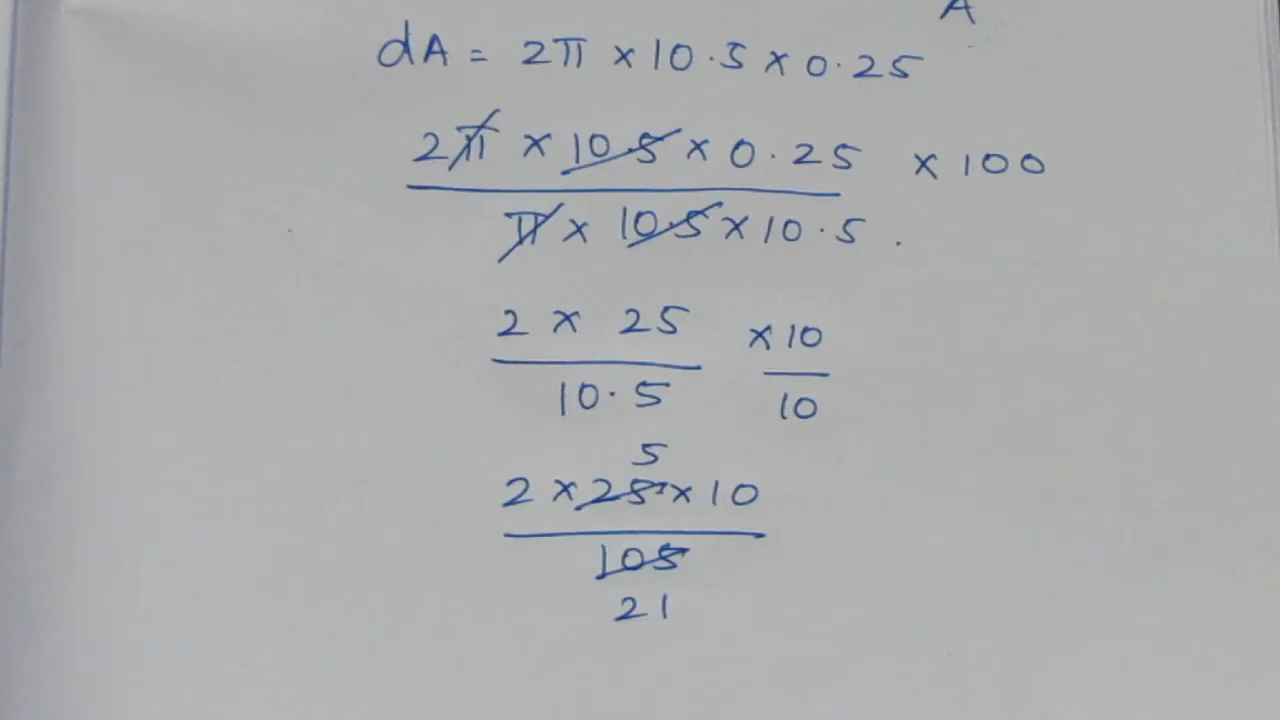 A
dA = 2π × 10.5 × 0.25
2π × 10.5 × 0.25 × 100
π × 10.5 × 10.5 .
2 × 25 × 10
10.5 10
5
2 × 25 × 10
105
21